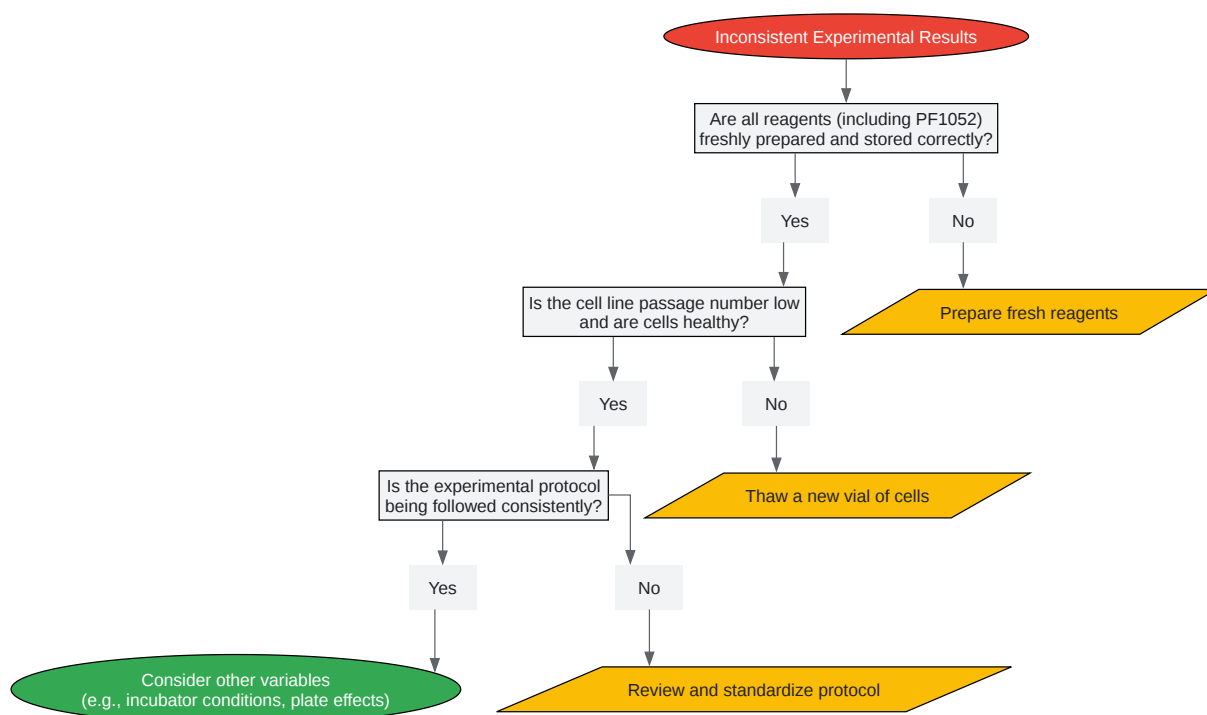 Inconsistent Experimental Results
Are all reagents (including PF1052)
freshly prepared and stored correctly?
Yes
No
Is the cell line passage number low
and are cells healthy?
Prepare fresh reagents
Yes
No
Is the experimental protocol
being followed consistently?
Thaw a new vial of cells
Yes
No
Consider other variables
(e.g., incubator conditions, plate effects)
Review and standardize protocol